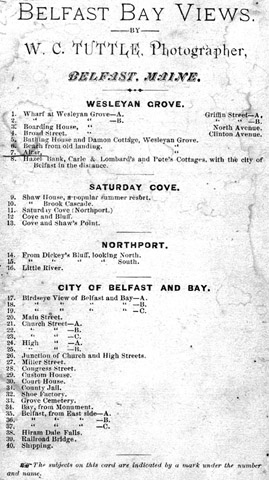 BELFAST BAY VIEWS.
BY
W. C. TUTTLE, Photographer,
BELFAST, MAINE.
WESLEYAN GROVE.
1. Wharf at Wesleyan Grove—A. Griffin Street—A.
2. " " —B. " —B.
3. Boarding House, " North Avenue.
4. Broad Street. " Clinton Avenue.
5. Bathing House and Damon Cottage, Wesleyan Grove.
6. Beach from old landing. "
7. Altar, "
8. Hazel Bank, Carle & Lombard's and Pote's Cottages, with the city of
Belfast in the distance.
SATURDAY COVE.
9. Shaw House, a popular summer resort.
10. " Brook Cascade.
11. Saturday Cove (Northport.)
12 Cove and Bluff.
13. Cove and Shaw's Point.
NORTHPORT.
14. From Dickey's Bluff, looking North.
15. " " " South.
16. Little River.
CITY OF BELFAST AND BAY.
17. Birdseye View of Belfast and Bay—A.
18. " " " —B.
19. " " " —C.
20. Main Street.
21. Church Street—A.
22. " " —B.
23. " " —C.
24. High " —A.
25. " " —B.
26. Junction of Church and High Streets.
27. Miller Street.
28. Congress Street.
29. Custom House.
30. Court House.
31. County Jail.
32. Shoe Factory.
33. Grove Cemetery.
34. Bay, from Monument.
35. Belfast, from East side—A.
36. " " " —B.
37. " " " —C.
38. Hiram Dale Falls.
39. Railroad Bridge.
40. Shipping.
☞ The subjects on this card are indicated by a mark under the number
and name.